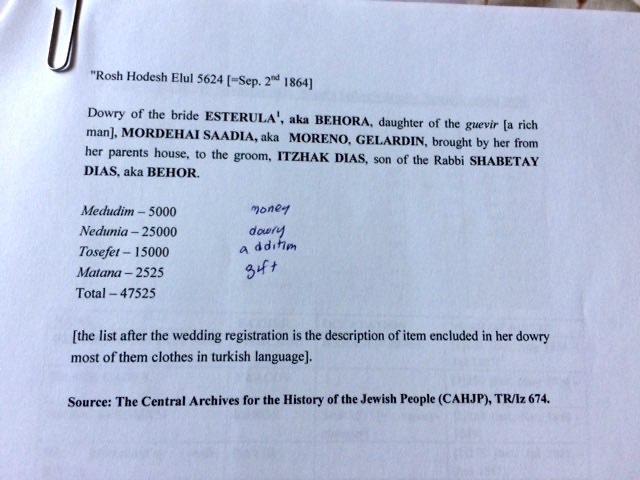 "Rosh Hodesh Elul 5624 [=Sep. 2nd 1864]
Dowry of the bride ESTERULA¹, aka BEHORA, daughter of the guevir [a rich
man], MORDEHAI SAADIA, aka MORENO, GELARDIN, brought by her from
her parents house, to the groom, ITZHAK DIAS, son of the Rabbi SHABETAY
DIAS, aka BEHOR.
Medudim – 5000 money
Nedunia – 25000 dowry
Tosefet – 15000 addition
Matana – 2525 gift
Total – 47525
[the list after the wedding registration is the description of item encluded in her dowry
most of them clothes in turkish language].
Source: The Central Archives for the History of the Jewish People (CAHJP), TR/Iz 674.